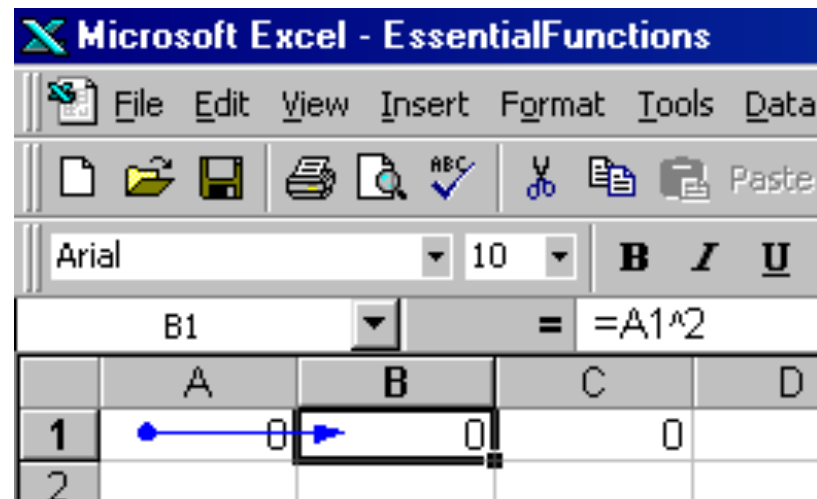 Microsoft Excel - EssentialFunctions
File Edit View Insert Format Tools Data
ABC Paste
Arial 10 B I U
B1 = =A1^2
A B C D
1 0 0 0
2